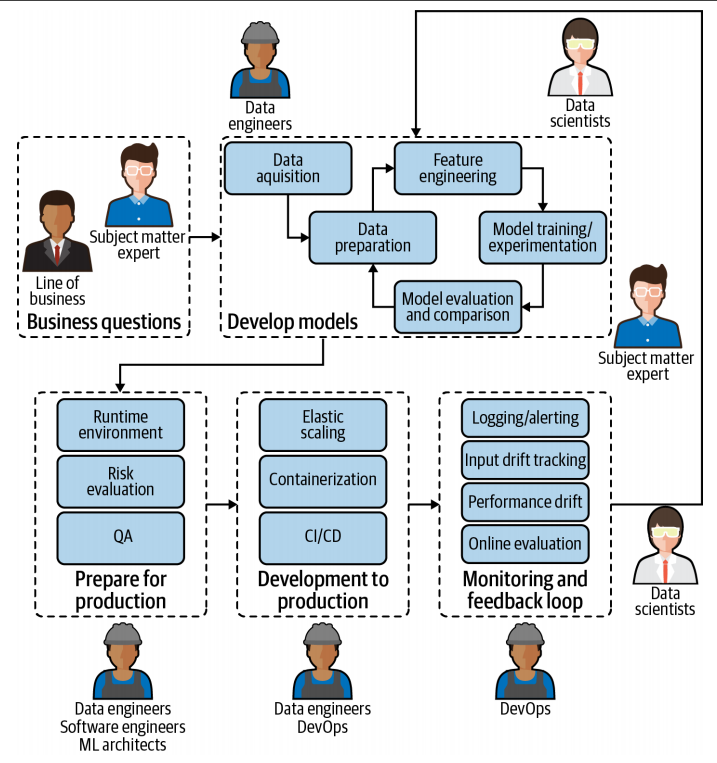 Data
engineers
Data
scientists
Subject matter
expert
Line of
business
Business questions
Data
aquisition
Feature
engineering
Data
preparation
Model training/
experimentation
Model evaluation
and comparison
Develop models
Subject matter
expert
Runtime
environment
Risk
evaluation
QA
Prepare for
production
Elastic
scaling
Containerization
CI/CD
Development to
production
Logging/alerting
Input drift tracking
Performance drift
Online evaluation
Monitoring and
feedback loop
Data
scientists
Data engineers
Software engineers
ML architects
Data engineers
DevOps
DevOps